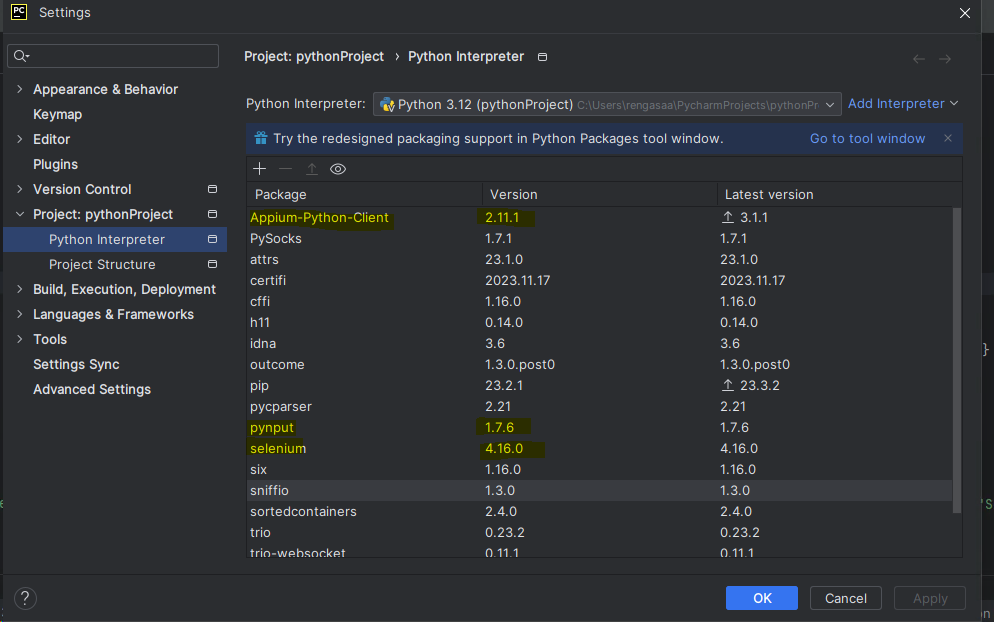 PC Settings
Project: pythonProject › Python Interpreter
Appearance & Behavior
Keymap
Editor
Plugins
Version Control
Project: pythonProject
Python Interpreter
Project Structure
Build, Execution, Deployment
Languages & Frameworks
Tools
Settings Sync
Advanced Settings
Python Interpreter: Python 3.12 (pythonProject) C:\Users\rengasaa\PycharmProjects\pythonPr Add Interpreter
Try the redesigned packaging support in Python Packages tool window. Go to tool window
Package Version Latest version
Appium-Python-Client 2.11.1 3.1.1
PySocks 1.7.1 1.7.1
attrs 23.1.0 23.1.0
certifi 2023.11.17 2023.11.17
cffi 1.16.0 1.16.0
h11 0.14.0 0.14.0
idna 3.6 3.6
outcome 1.3.0.post0 1.3.0.post0
pip 23.2.1 23.3.2
pycparser 2.21 2.21
pynput 1.7.6 1.7.6
selenium 4.16.0 4.16.0
six 1.16.0 1.16.0
sniffio 1.3.0 1.3.0
sortedcontainers 2.4.0 2.4.0
trio 0.23.2 0.23.2
trio-websocket 0.11.1 0.11.1
}
'S
? OK Cancel Apply
on